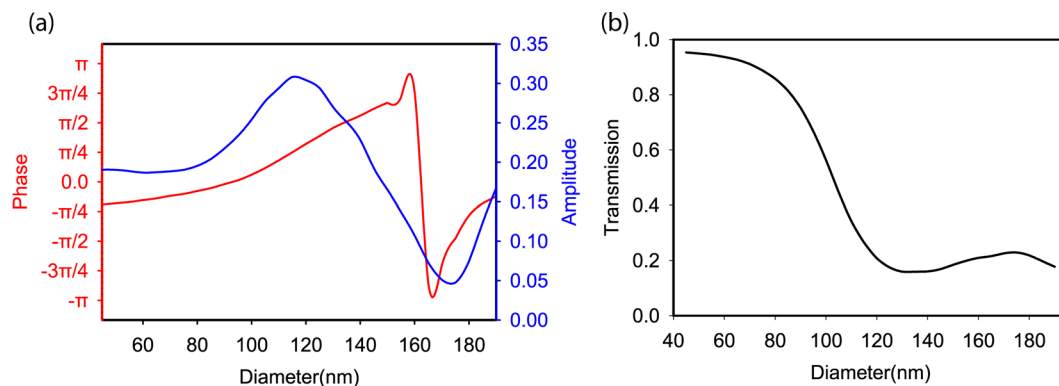 (a)
π
3π/4
π/2
π/4
0.0
-π/4
-π/2
-3π/4
-π
Phase
0.35
0.30
0.25
0.20
0.15
0.10
0.05
0.00
Amplitude
60 80 100 120 140 160 180
Diameter(nm)
(b)
1.0
0.8
0.6
0.4
0.2
0.0
Transmission
40 60 80 100 120 140 160 180
Diameter(nm)